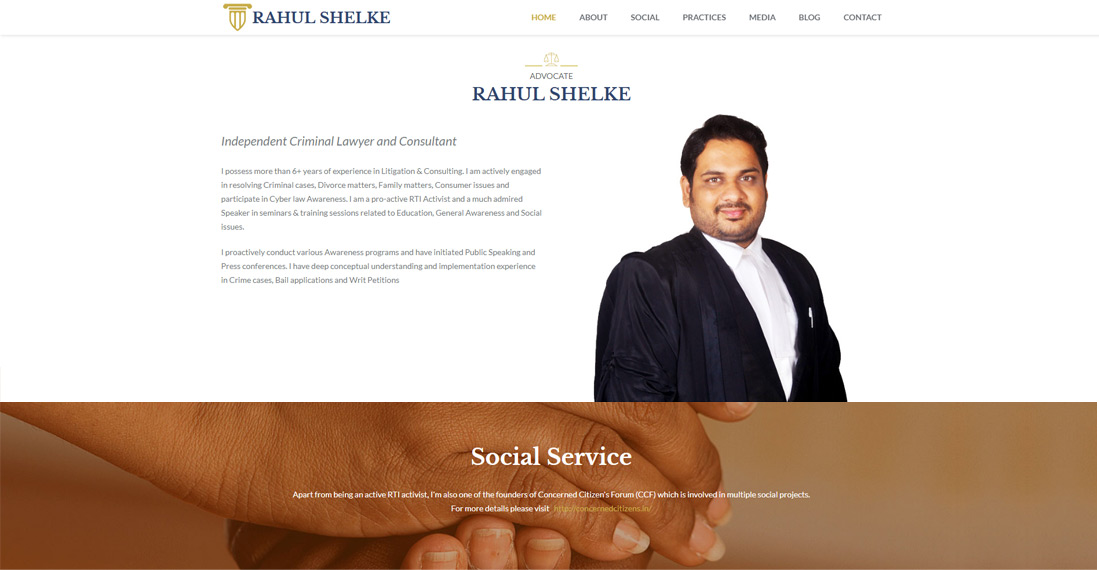 RAHUL SHELKE
HOME ABOUT SOCIAL PRACTICES MEDIA BLOG CONTACT
ADVOCATE
RAHUL SHELKE
Independent Criminal Lawyer and Consultant
I possess more than 6+ years of experience in Litigation & Consulting. I am actively engaged
in resolving Criminal cases, Divorce matters, Family matters, Consumer issues and
participate in Cyber law Awareness. I am a pro-active RTI Activist and a much admired
Speaker in seminars & training sessions related to Education, General Awareness and Social
issues.
I proactively conduct various Awareness programs and have initiated Public Speaking and
Press conferences. I have deep conceptual understanding and implementation experience
in Crime cases, Bail applications and Writ Petitions
Social Service
Apart from being an active RTI activist, I'm also one of the founders of Concerned Citizen's Forum (CCF) which is involved in multiple social projects.
For more details please visit http://concernedcitizens.in/